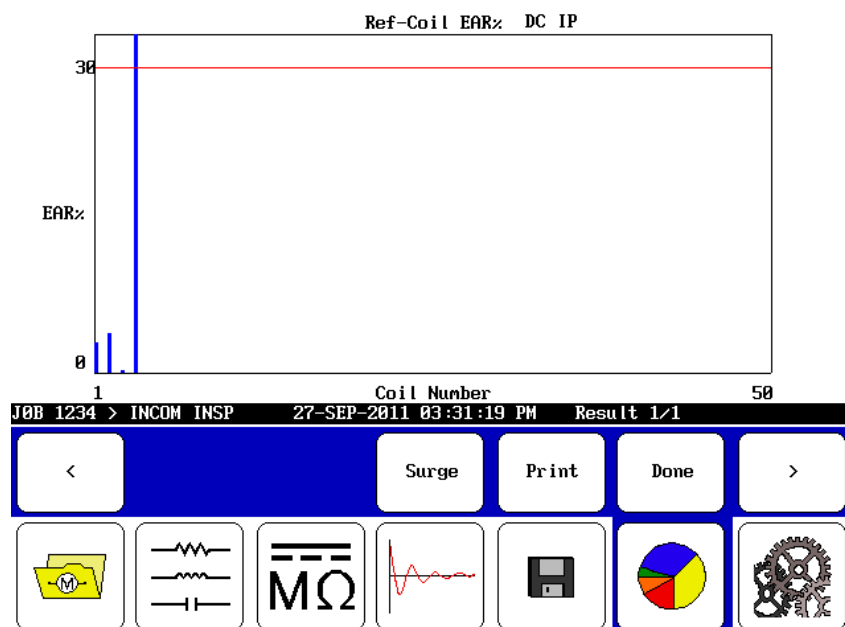 Ref-Coil EAR% DC IP
30
EAR%
0
1 Coil Number 50
J0B 1234 > INCOM INSP 27-SEP-2011 03:31:19 PM Result 1/1
< Surge Print Done >
M MΩ